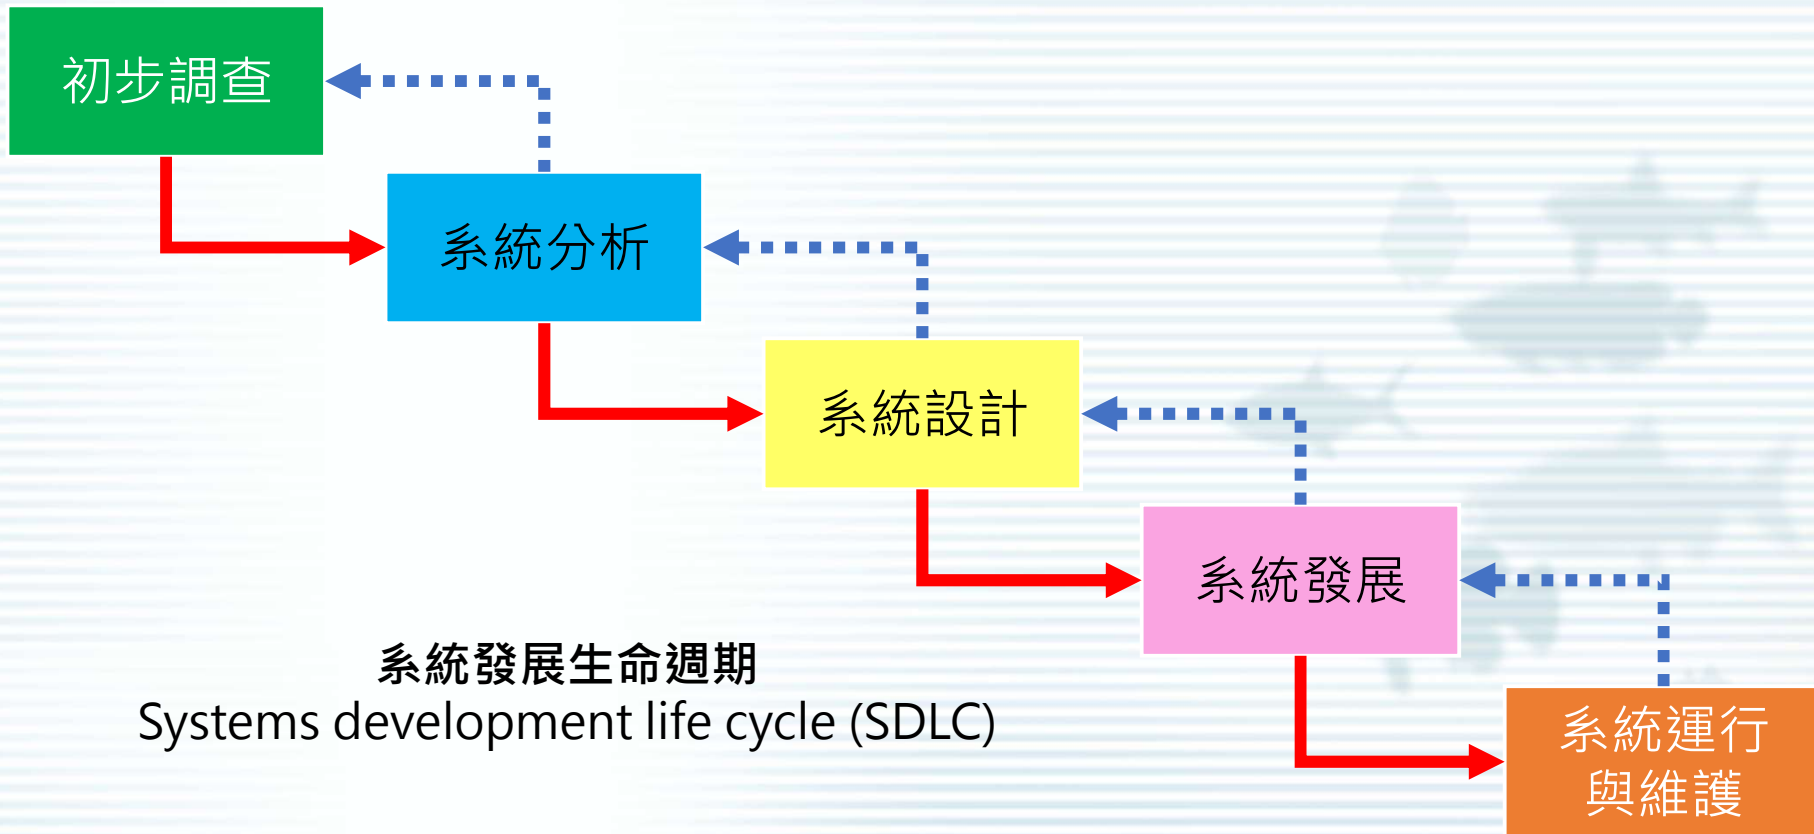 初步調查
系統分析
系統設計
系統發展
系統發展生命週期
Systems development life cycle (SDLC)
系統運行
與維護